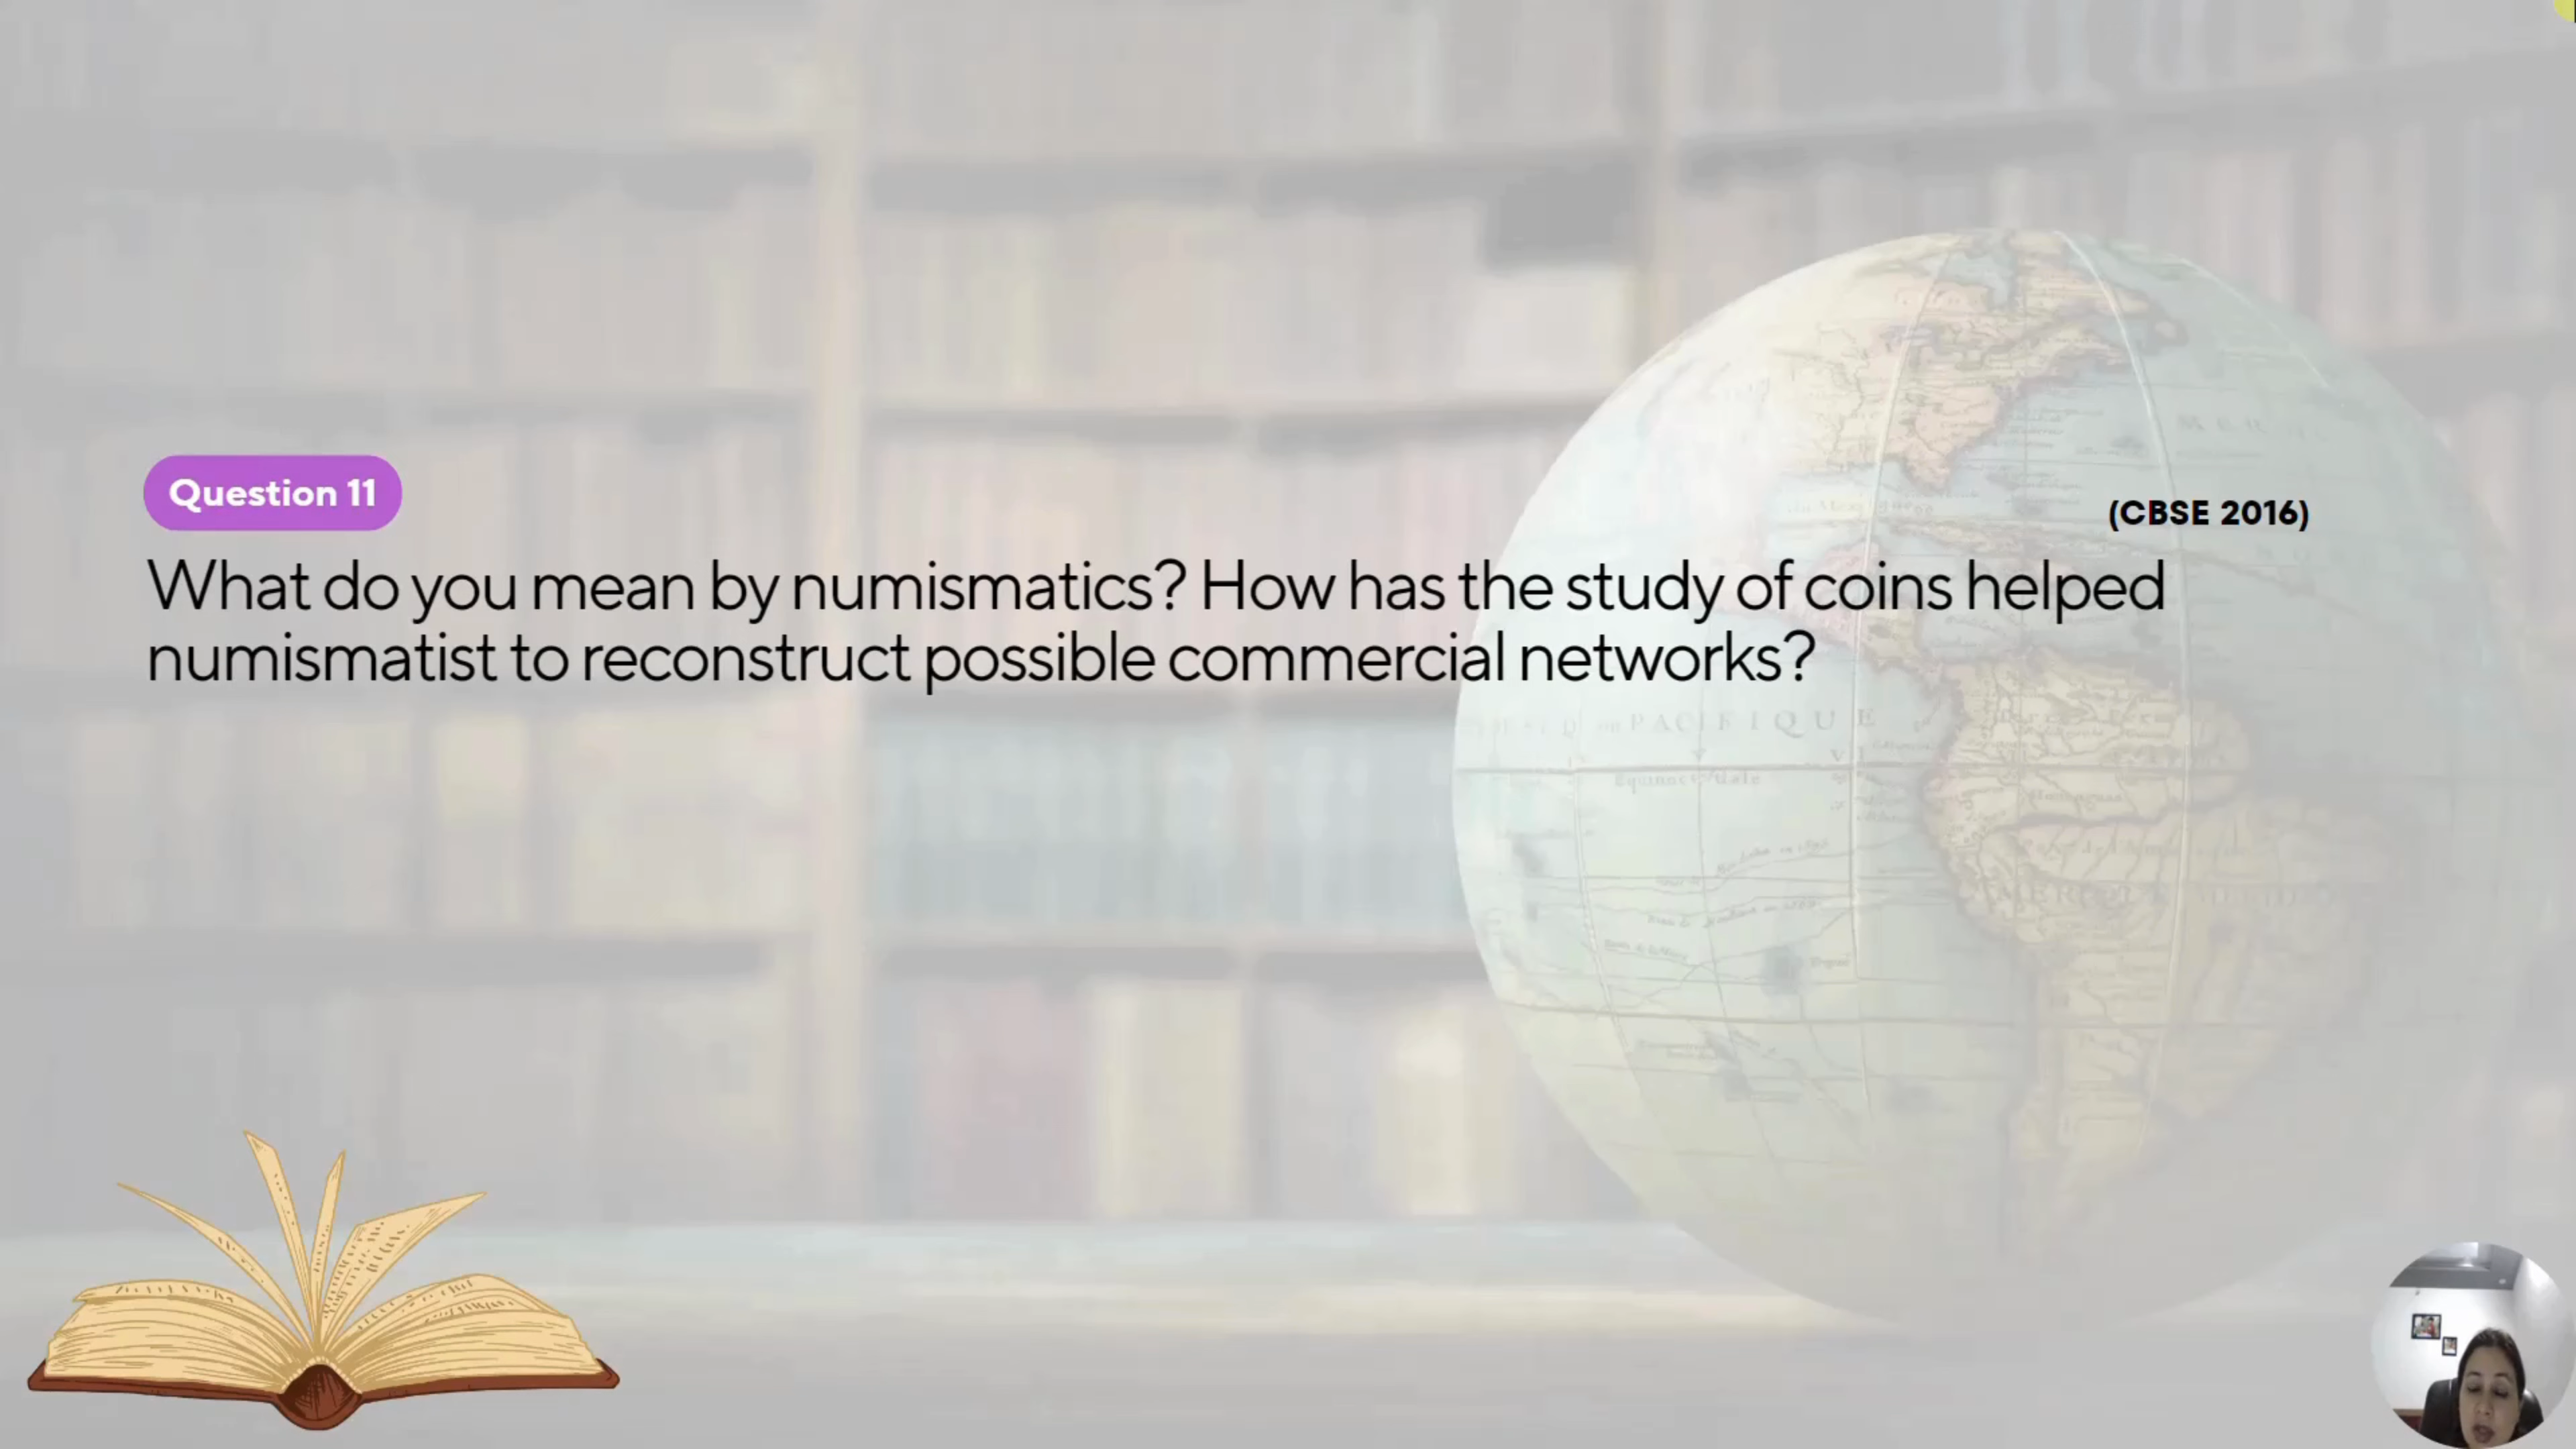 Question 11
(CBSE 2016)
What do you mean by numismatics? How has the study of coins helped
numismatist to reconstruct possible commercial networks?
PACIFIQUE